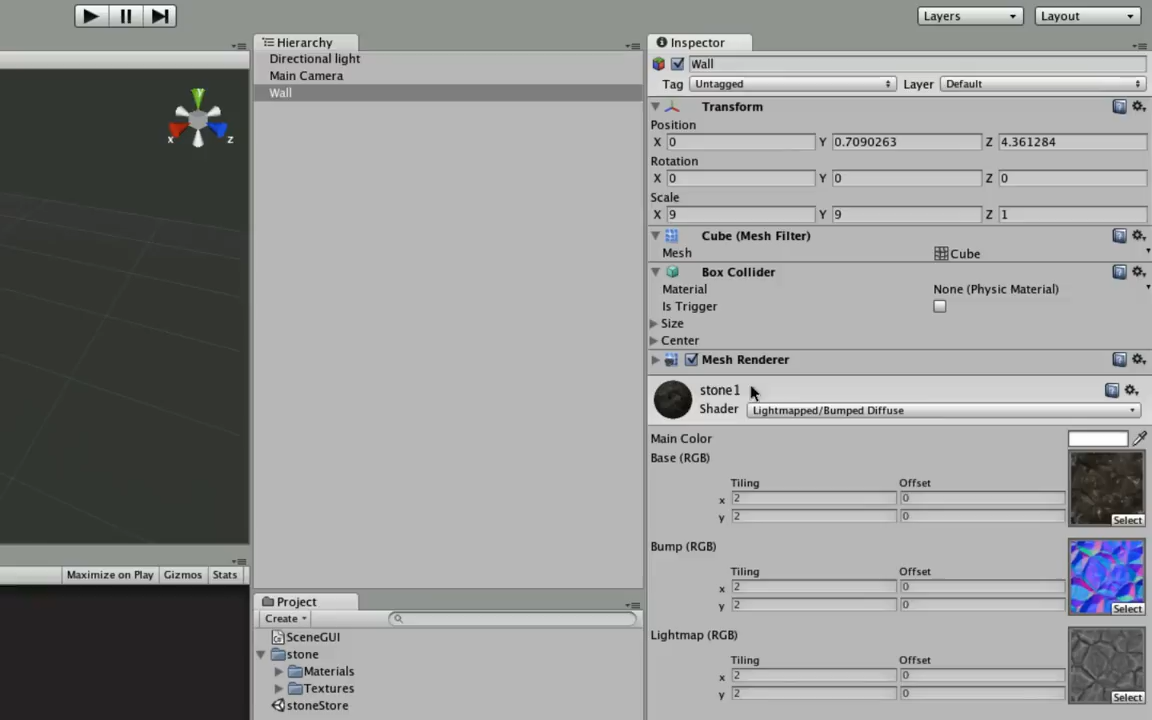 Layers
Layout
Hierarchy
Directional light
Main Camera
Wall
y
x
z
Maximize on Play
Gizmos
Stats
Project
Create
SceneGUI
stone
Materials
Textures
stoneStore
Inspector
Wall
Tag Untagged Layer Default
Transform
Position
X 0 Y 0.7090263 Z 4.361284
Rotation
X 0 Y 0 Z 0
Scale
X 9 Y 9 Z 1
Cube (Mesh Filter)
Mesh Cube
Box Collider
Material None (Physic Material)
Is Trigger
Size
Center
Mesh Renderer
stone1
Shader Lightmapped/Bumped Diffuse
Main Color
Base (RGB)
Tiling Offset
x 2 0
y 2 0
Select
Bump (RGB)
Tiling Offset
x 2 0
y 2 0
Select
Lightmap (RGB)
Tiling Offset
x 2 0
y 2 0
Select